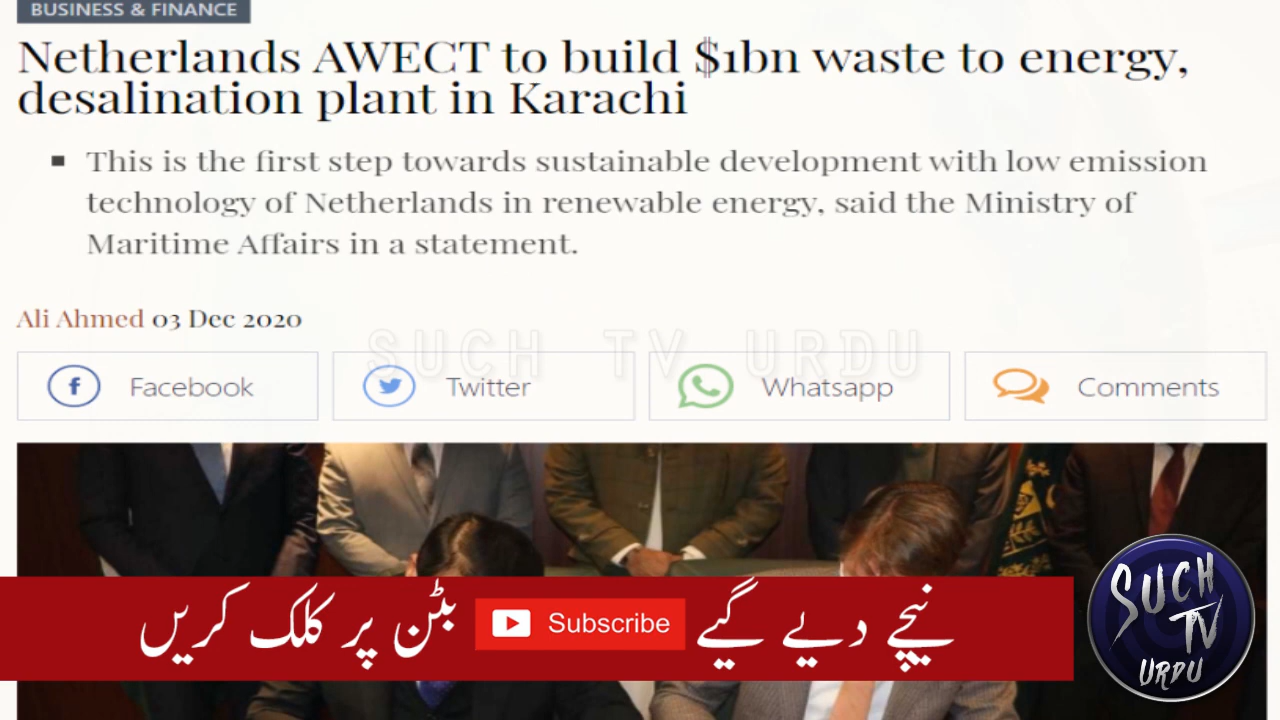 BUSINESS & FINANCE
Netherlands AWECT to build $1bn waste to energy,
desalination plant in Karachi
▪ This is the first step towards sustainable development with low emission
technology of Netherlands in renewable energy, said the Ministry of
Maritime Affairs in a statement.
Ali Ahmed 03 Dec 2020
SUCH TV URDU
Facebook
Twitter
Whatsapp
Comments
نیچے دیے گیے Subscribe بٹن پر کلک کریں
SUCH
TV
URDU